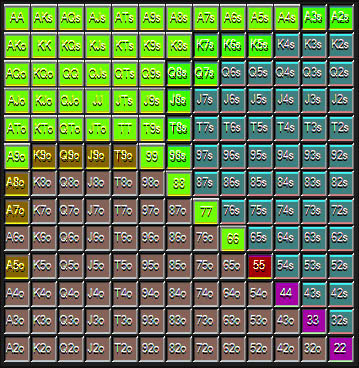 AA AKs AQs AJs ATs A9s A8s A7s A6s A5s A4s A3s A2s
AKo KK KQs KJs KTs K9s K8s K7s K6s K5s K4s K3s K2s
AQo KQo QQ QJs QTs Q9s Q8s Q7s Q6s Q5s Q4s Q3s Q2s
AJo KJo QJo JJ JTs J9s J8s J7s J6s J5s J4s J3s J2s
ATo KTo QTo JTo TT T9s T8s T7s T6s T5s T4s T3s T2s
A9o K9o Q9o J9o T9o 99 98s 97s 96s 95s 94s 93s 92s
A8o K8o Q8o J8o T8o 98o 88 87s 86s 85s 84s 83s 82s
A7o K7o Q7o J7o T7o 97o 87o 77 76s 75s 74s 73s 72s
A6o K6o Q6o J6o T6o 96o 86o 76o 66 65s 64s 63s 62s
A5o K5o Q5o J5o T5o 95o 85o 75o 65o 55 54s 53s 52s
A4o K4o Q4o J4o T4o 94o 84o 74o 64o 54o 44 43s 42s
A3o K3o Q3o J3o T3o 93o 83o 73o 63o 53o 43o 33 32s
A2o K2o Q2o J2o T2o 92o 82o 72o 62o 52o 42o 32o 22